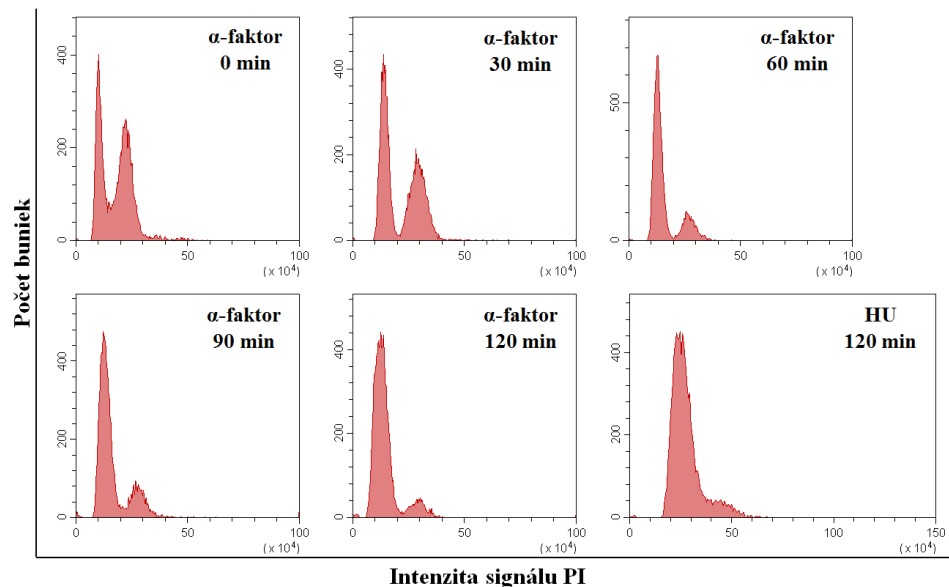 α-faktor
0 min
α-faktor
30 min
α-faktor
60 min
400
200
0
0
50
100
(x 10⁴)
400
200
0
0
50
100
(x 10⁴)
500
0
0
50
100
(x 10⁴)
Počet buniek
α-faktor
90 min
α-faktor
120 min
HU
120 min
400
200
0
0
50
100
(x 10⁴)
400
200
0
0
50
100
(x 10⁴)
400
200
0
0
50
100
150
(x 10⁴)
Intenzita signálu PI